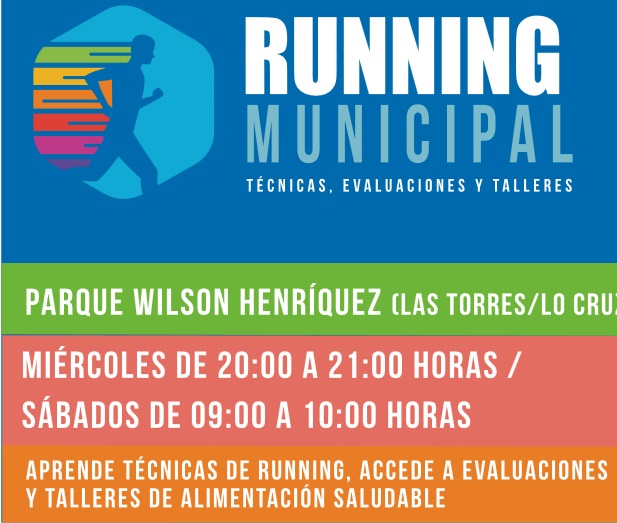 RUNNING
MUNICIPAL
TÉCNICAS, EVALUACIONES Y TALLERES
PARQUE WILSON HENRÍQUEZ (LAS TORRES/LO
MIÉRCOLES DE 20:00 A 21:00 HORAS /
SÁBADOS DE 09:00 A 10:00 HORAS
APRENDE TÉCNICAS DE RUNNING, ACCEDE A EVALUACIONES
Y TALLERES DE ALIMENTACIÓN SALUDABLE